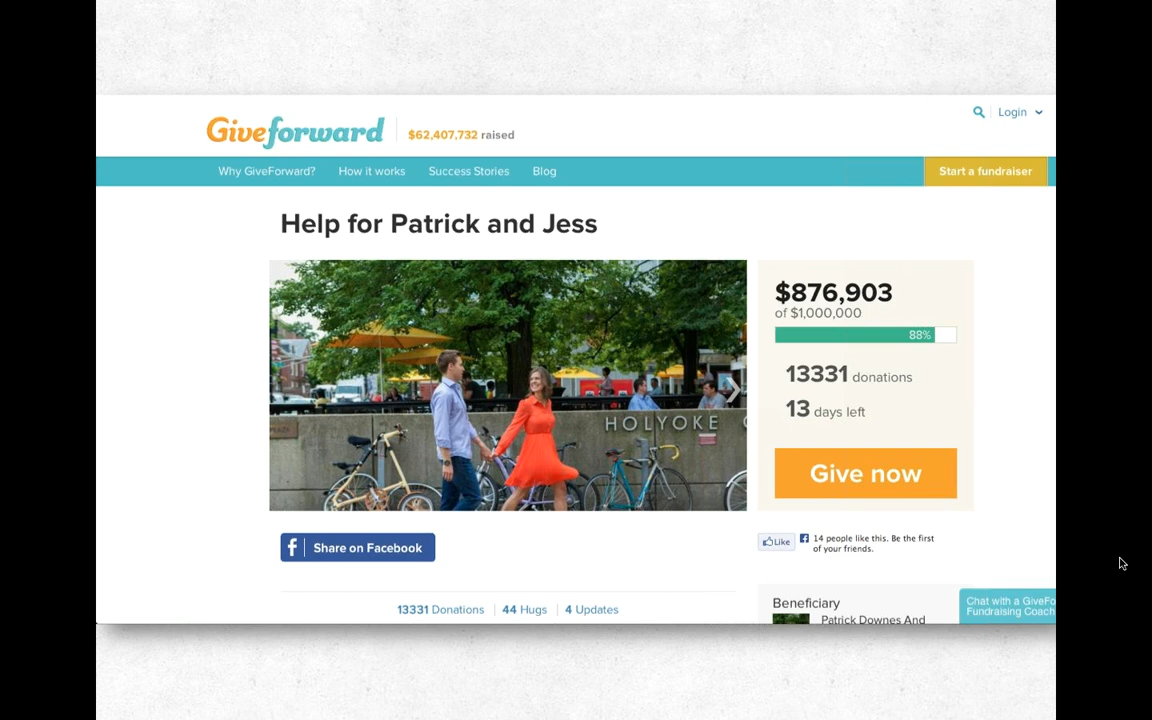 Giveforward
$62,407,732 raised
Login
Why GiveForward? How it works Success Stories Blog
Start a fundraiser
Help for Patrick and Jess
HOLYOKE
$876,903
of $1,000,000
88%
13331 donations
13 days left
Give now
Share on Facebook
Like
14 people like this. Be the first
of your friends.
13331 Donations 44 Hugs 4 Updates
Beneficiary
Patrick Downes And
Chat with a GiveFo
Fundraising Coach